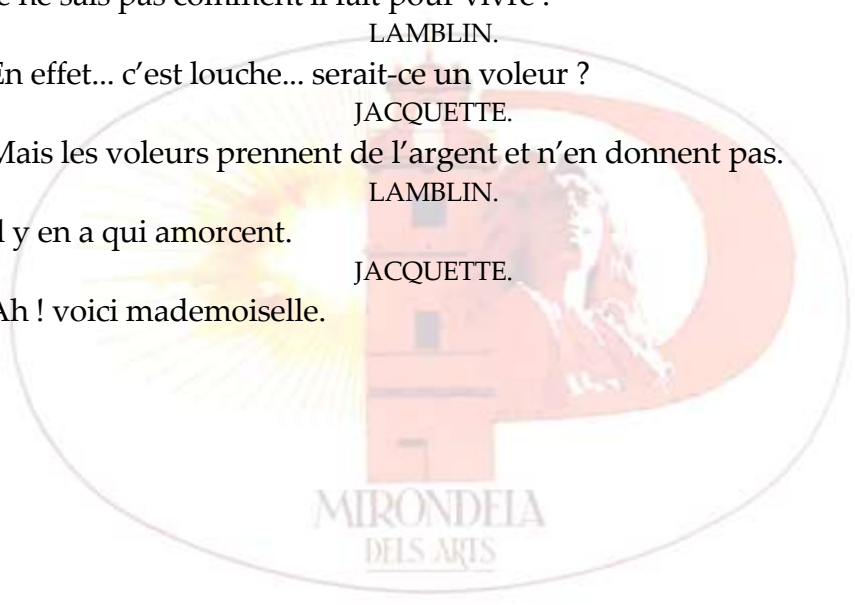 ne sais pas comment il fait pour vivre !
LAMBLIN.
En effet... c’est louche... serait-ce un voleur ?
JACQUETTE.
Mais les voleurs prennent de l’argent et n’en donnent pas.
LAMBLIN.
l y en a qui amorcent.
JACQUETTE.
Ah ! voici mademoiselle.
MIRONDELA
DELS ARTS